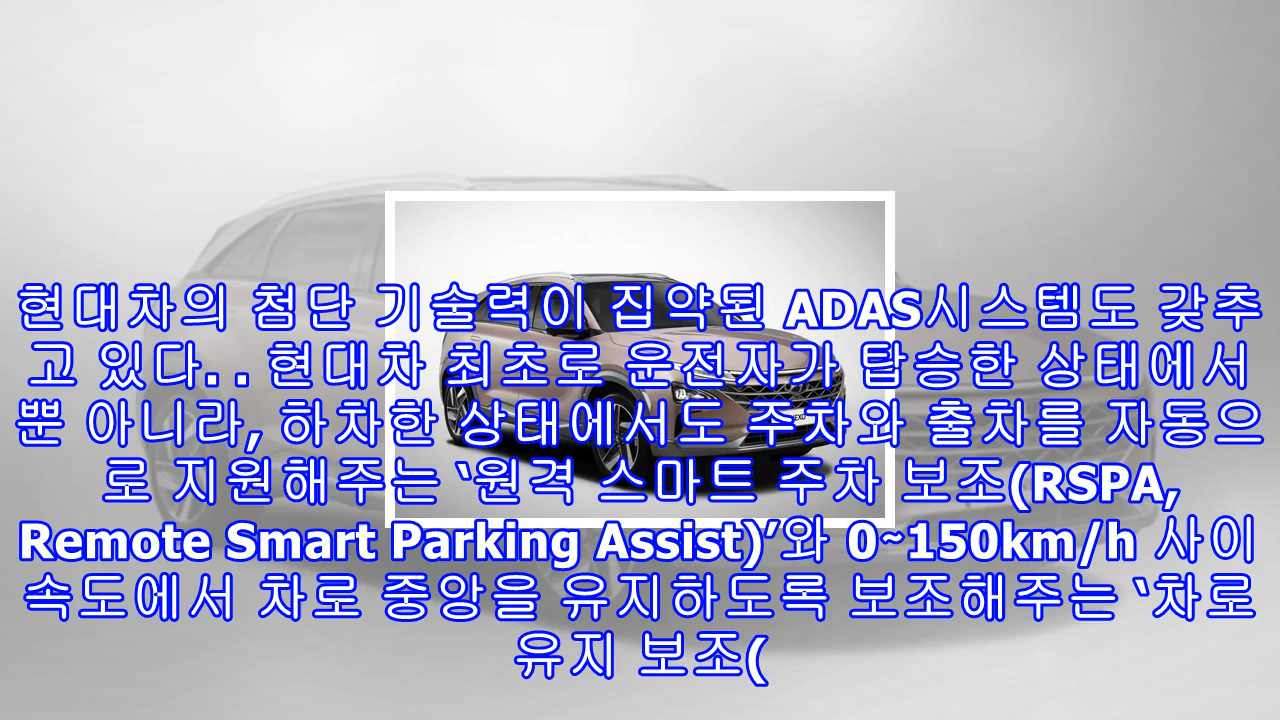 현대차의 첨단 기술력이 집약된 ADAS시스템도 갖추
고 있다. . 현대차 최초로 운전자가 탑승한 상태에서
뿐 아니라, 하차한 상태에서도 주차와 출차를 자동으
로 지원해주는 ‘원격 스마트 주차 보조(RSPA,
Remote Smart Parking Assist)’와 0~150km/h 사이
속도에서 차로 중앙을 유지하도록 보조해주는 ‘차로
유지 보조(